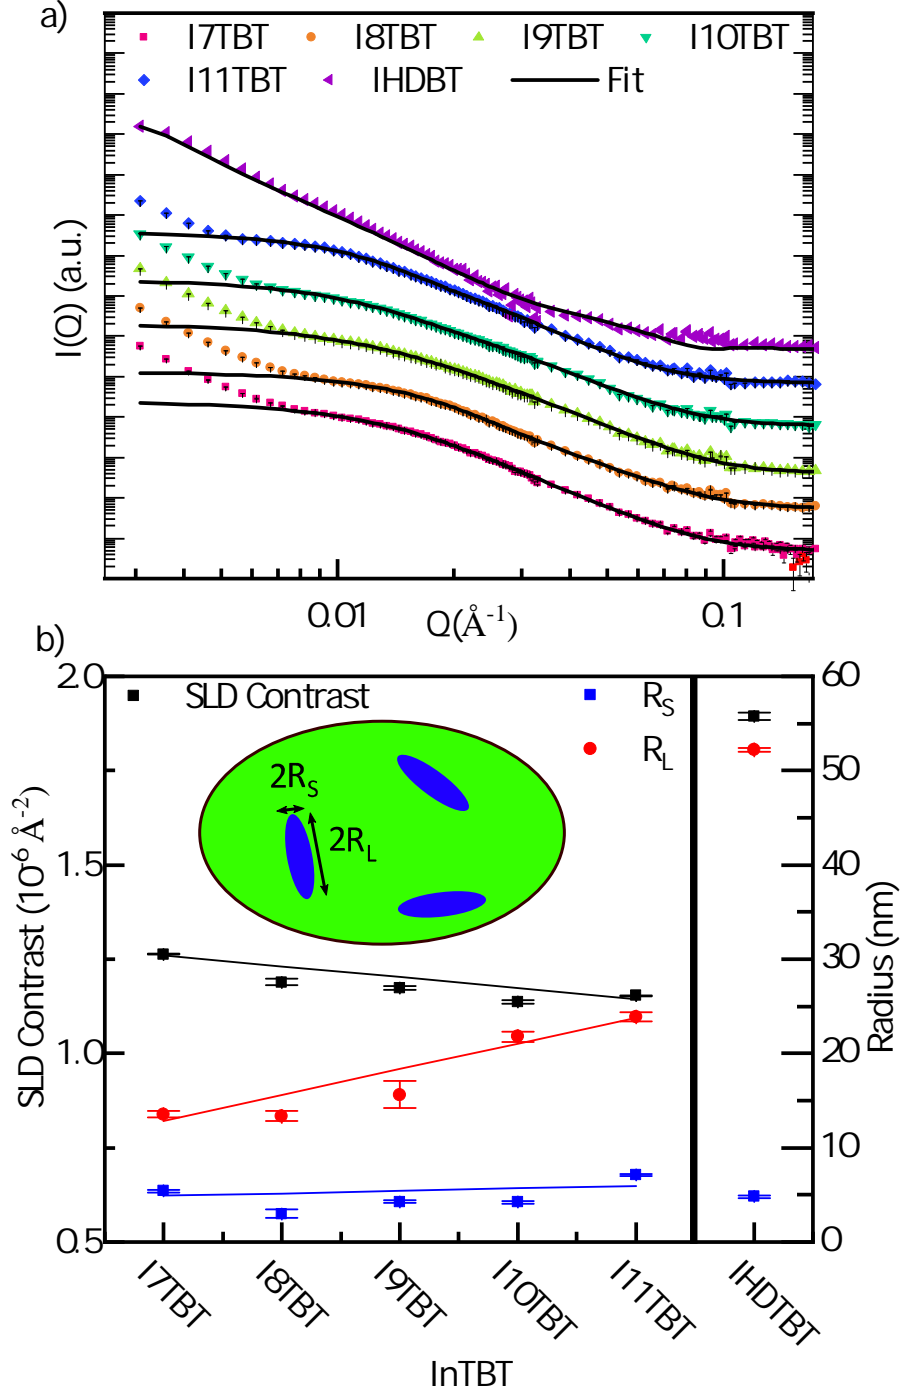 a)
I7TBT I8TBT I9TBT I10TBT
I11TBT IHDBT Fit
I(Q) (a.u.)
0.01 0.1
Q(Å⁻¹)
b)
2.0 60
SLD Contrast R_S
R_L
50
2R_S
2R_L
1.5 40
30
1.0 20
10
0.5 0
SLD Contrast (10⁻⁶ Å⁻²)
Radius (nm)
I7TBT I8TBT I9TBT I10TBT I11TBT IHDTBT
InTBT